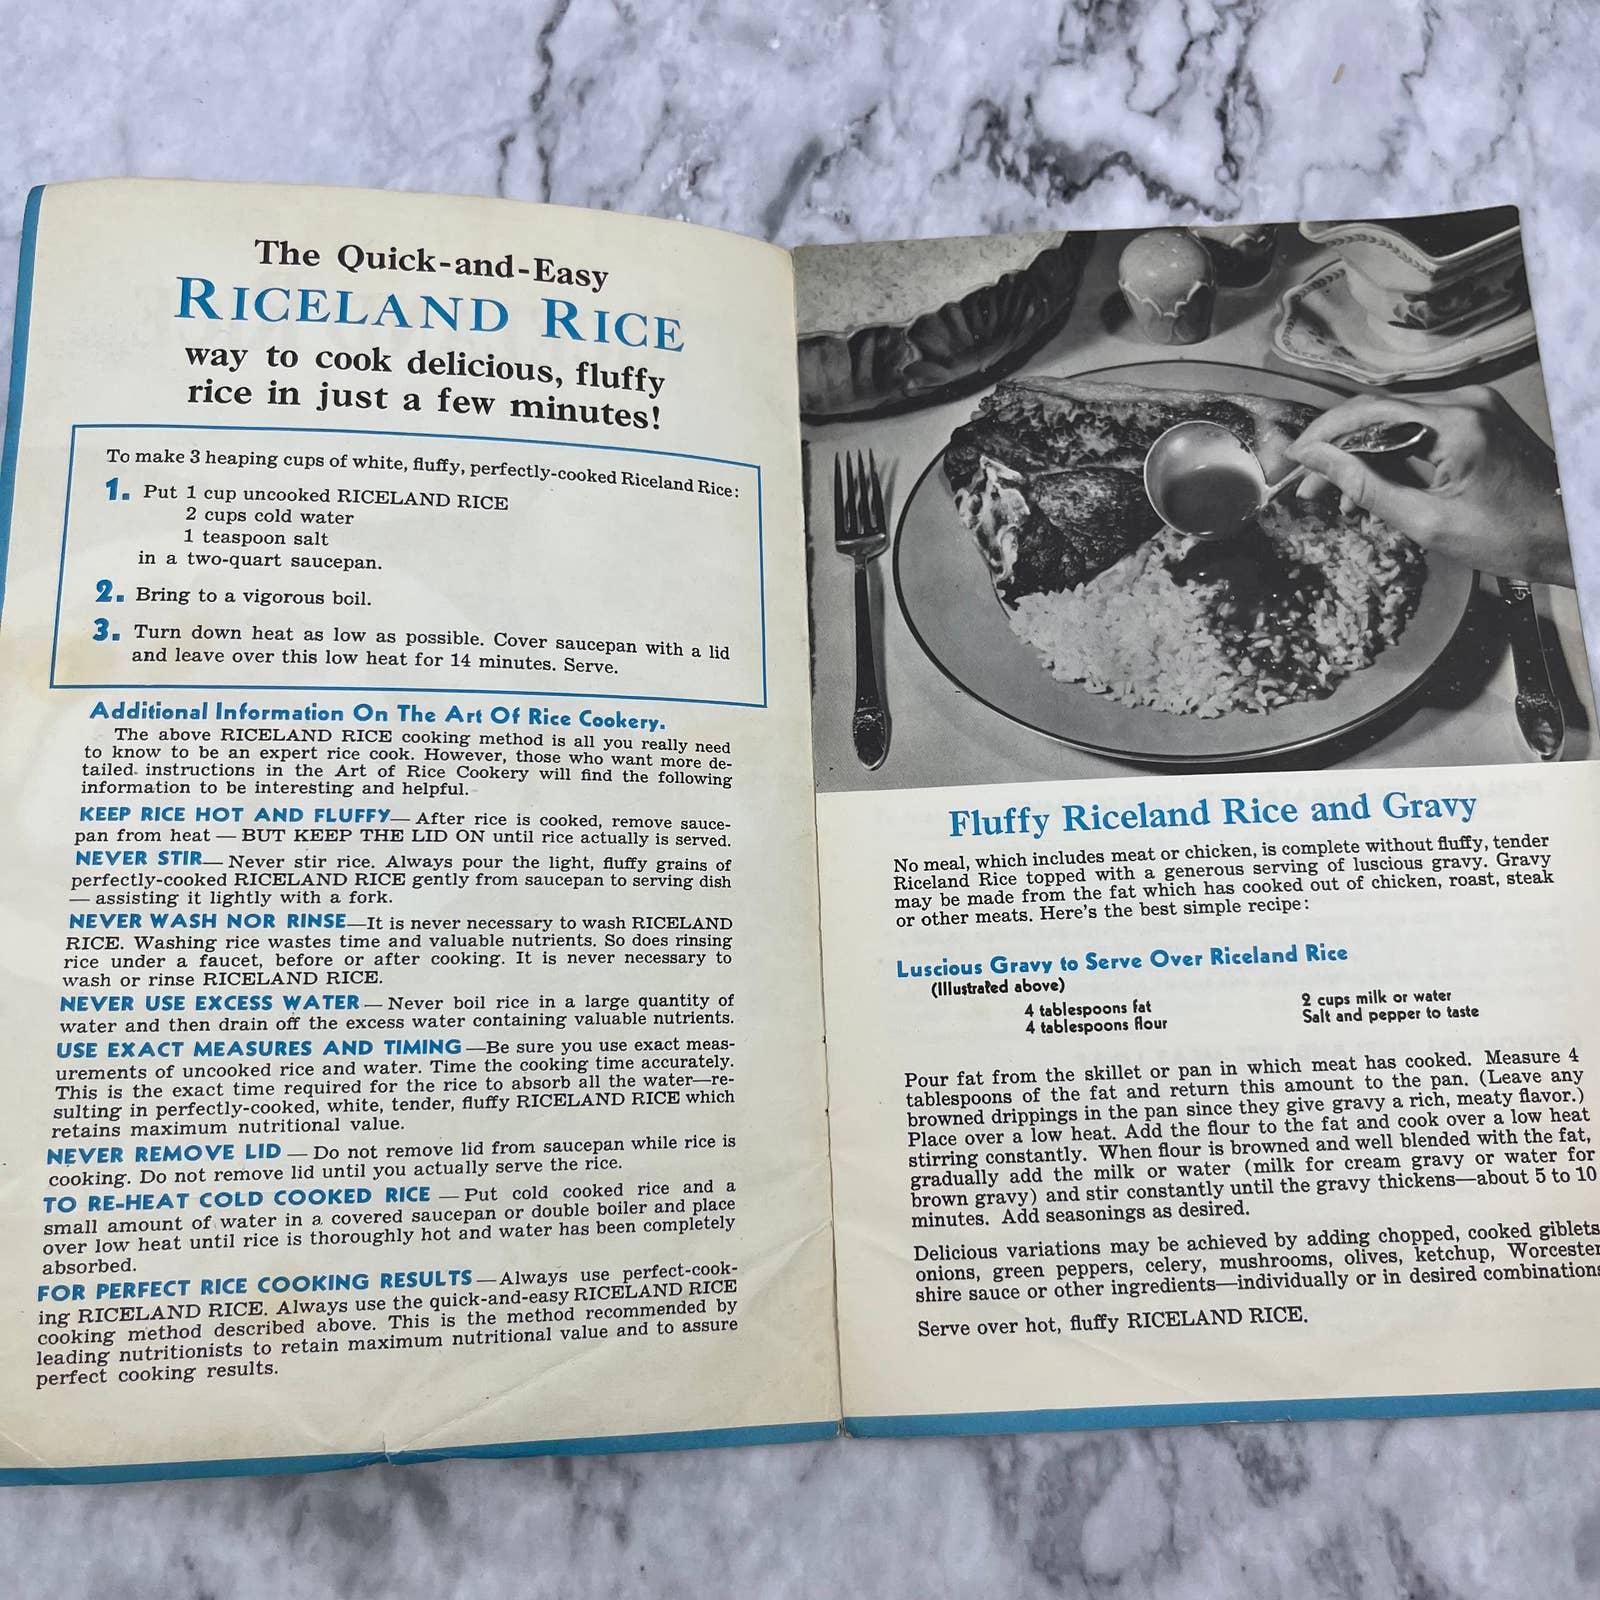 The Quick-and-Easy
RICELAND RICE
way to cook delicious, fluffy
rice in just a few minutes!
To make 3 heaping cups of white, fluffy, perfectly-cooked Riceland Rice:
1. Put 1 cup uncooked RICELAND RICE
2 cups cold water
1 teaspoon salt
in a two-quart saucepan.
2. Bring to a vigorous boil.
3. Turn down heat as low as possible. Cover saucepan with a lid
and leave over this low heat for 14 minutes. Serve.
Additional Information On The Art Of Rice Cookery.
The above RICELAND RICE cooking method is all you really need
to know to be an expert rice cook. However, those who want more de-
tailed instructions in the Art of Rice Cookery will find the following
information to be interesting and helpful.
KEEP RICE HOT AND FLUFFY—After rice is cooked, remove sauce-
pan from heat — BUT KEEP THE LID ON until rice actually is served.
NEVER STIR—Never stir rice. Always pour the light, fluffy grains of
perfectly-cooked RICELAND RICE gently from saucepan to serving dish
— assisting it lightly with a fork.
NEVER WASH NOR RINSE—It is never necessary to wash RICELAND
RICE. Washing rice wastes time and valuable nutrients. So does rinsing
rice under a faucet, before or after cooking. It is never necessary to
wash or rinse RICELAND RICE.
NEVER USE EXCESS WATER—Never boil rice in a large quantity of
water and then drain off the excess water containing valuable nutrients.
USE EXACT MEASURES AND TIMING—Be sure you use exact meas-
urements of uncooked rice and water. Time the cooking time accurately.
This is the exact time required for the rice to absorb all the water—re-
sulting in perfectly-cooked, white, tender, fluffy RICELAND RICE which
retains maximum nutritional value.
NEVER REMOVE LID — Do not remove lid from saucepan while rice is
cooking. Do not remove lid until you actually serve the rice.
TO RE-HEAT COLD COOKED RICE — Put cold cooked rice and a
small amount of water in a covered saucepan or double boiler and place
over low heat until rice is thoroughly hot and water has been completely
absorbed.
FOR PERFECT RICE COOKING RESULTS—Always use perfect-cook-
ing RICELAND RICE. Always use the quick-and-easy RICELAND RICE
cooking method described above. This is the method recommended by
leading nutritionists to retain maximum nutritional value and to assure
perfect cooking results.
Fluffy Riceland Rice and Gravy
No meal, which includes meat or chicken, is complete without fluffy, tender
Riceland Rice topped with a generous serving of luscious gravy. Gravy
may be made from the fat which has cooked out of chicken, roast, steak
or other meats. Here's the best simple recipe:
Luscious Gravy to Serve Over Riceland Rice
(Illustrated above)
4 tablespoons fat
4 tablespoons flour
2 cups milk or water
Salt and pepper to taste
Pour fat from the skillet or pan in which meat has cooked. Measure 4
tablespoons of the fat and return this amount to the pan. (Leave any
browned drippings in the pan since they give gravy a rich, meaty flavor.)
Place over a low heat. Add the flour to the fat and cook over a low heat
stirring constantly. When flour is browned and well blended with the fat,
gradually add the milk or water (milk for cream gravy or water for
brown gravy) and stir constantly until the gravy thickens—about 5 to 10
minutes. Add seasonings as desired.
Delicious variations may be achieved by adding chopped, cooked giblets
onions, green peppers, celery, mushrooms, olives, ketchup, Worcester
shire sauce or other ingredients—individually or in desired combinations
Serve over hot, fluffy RICELAND RICE.